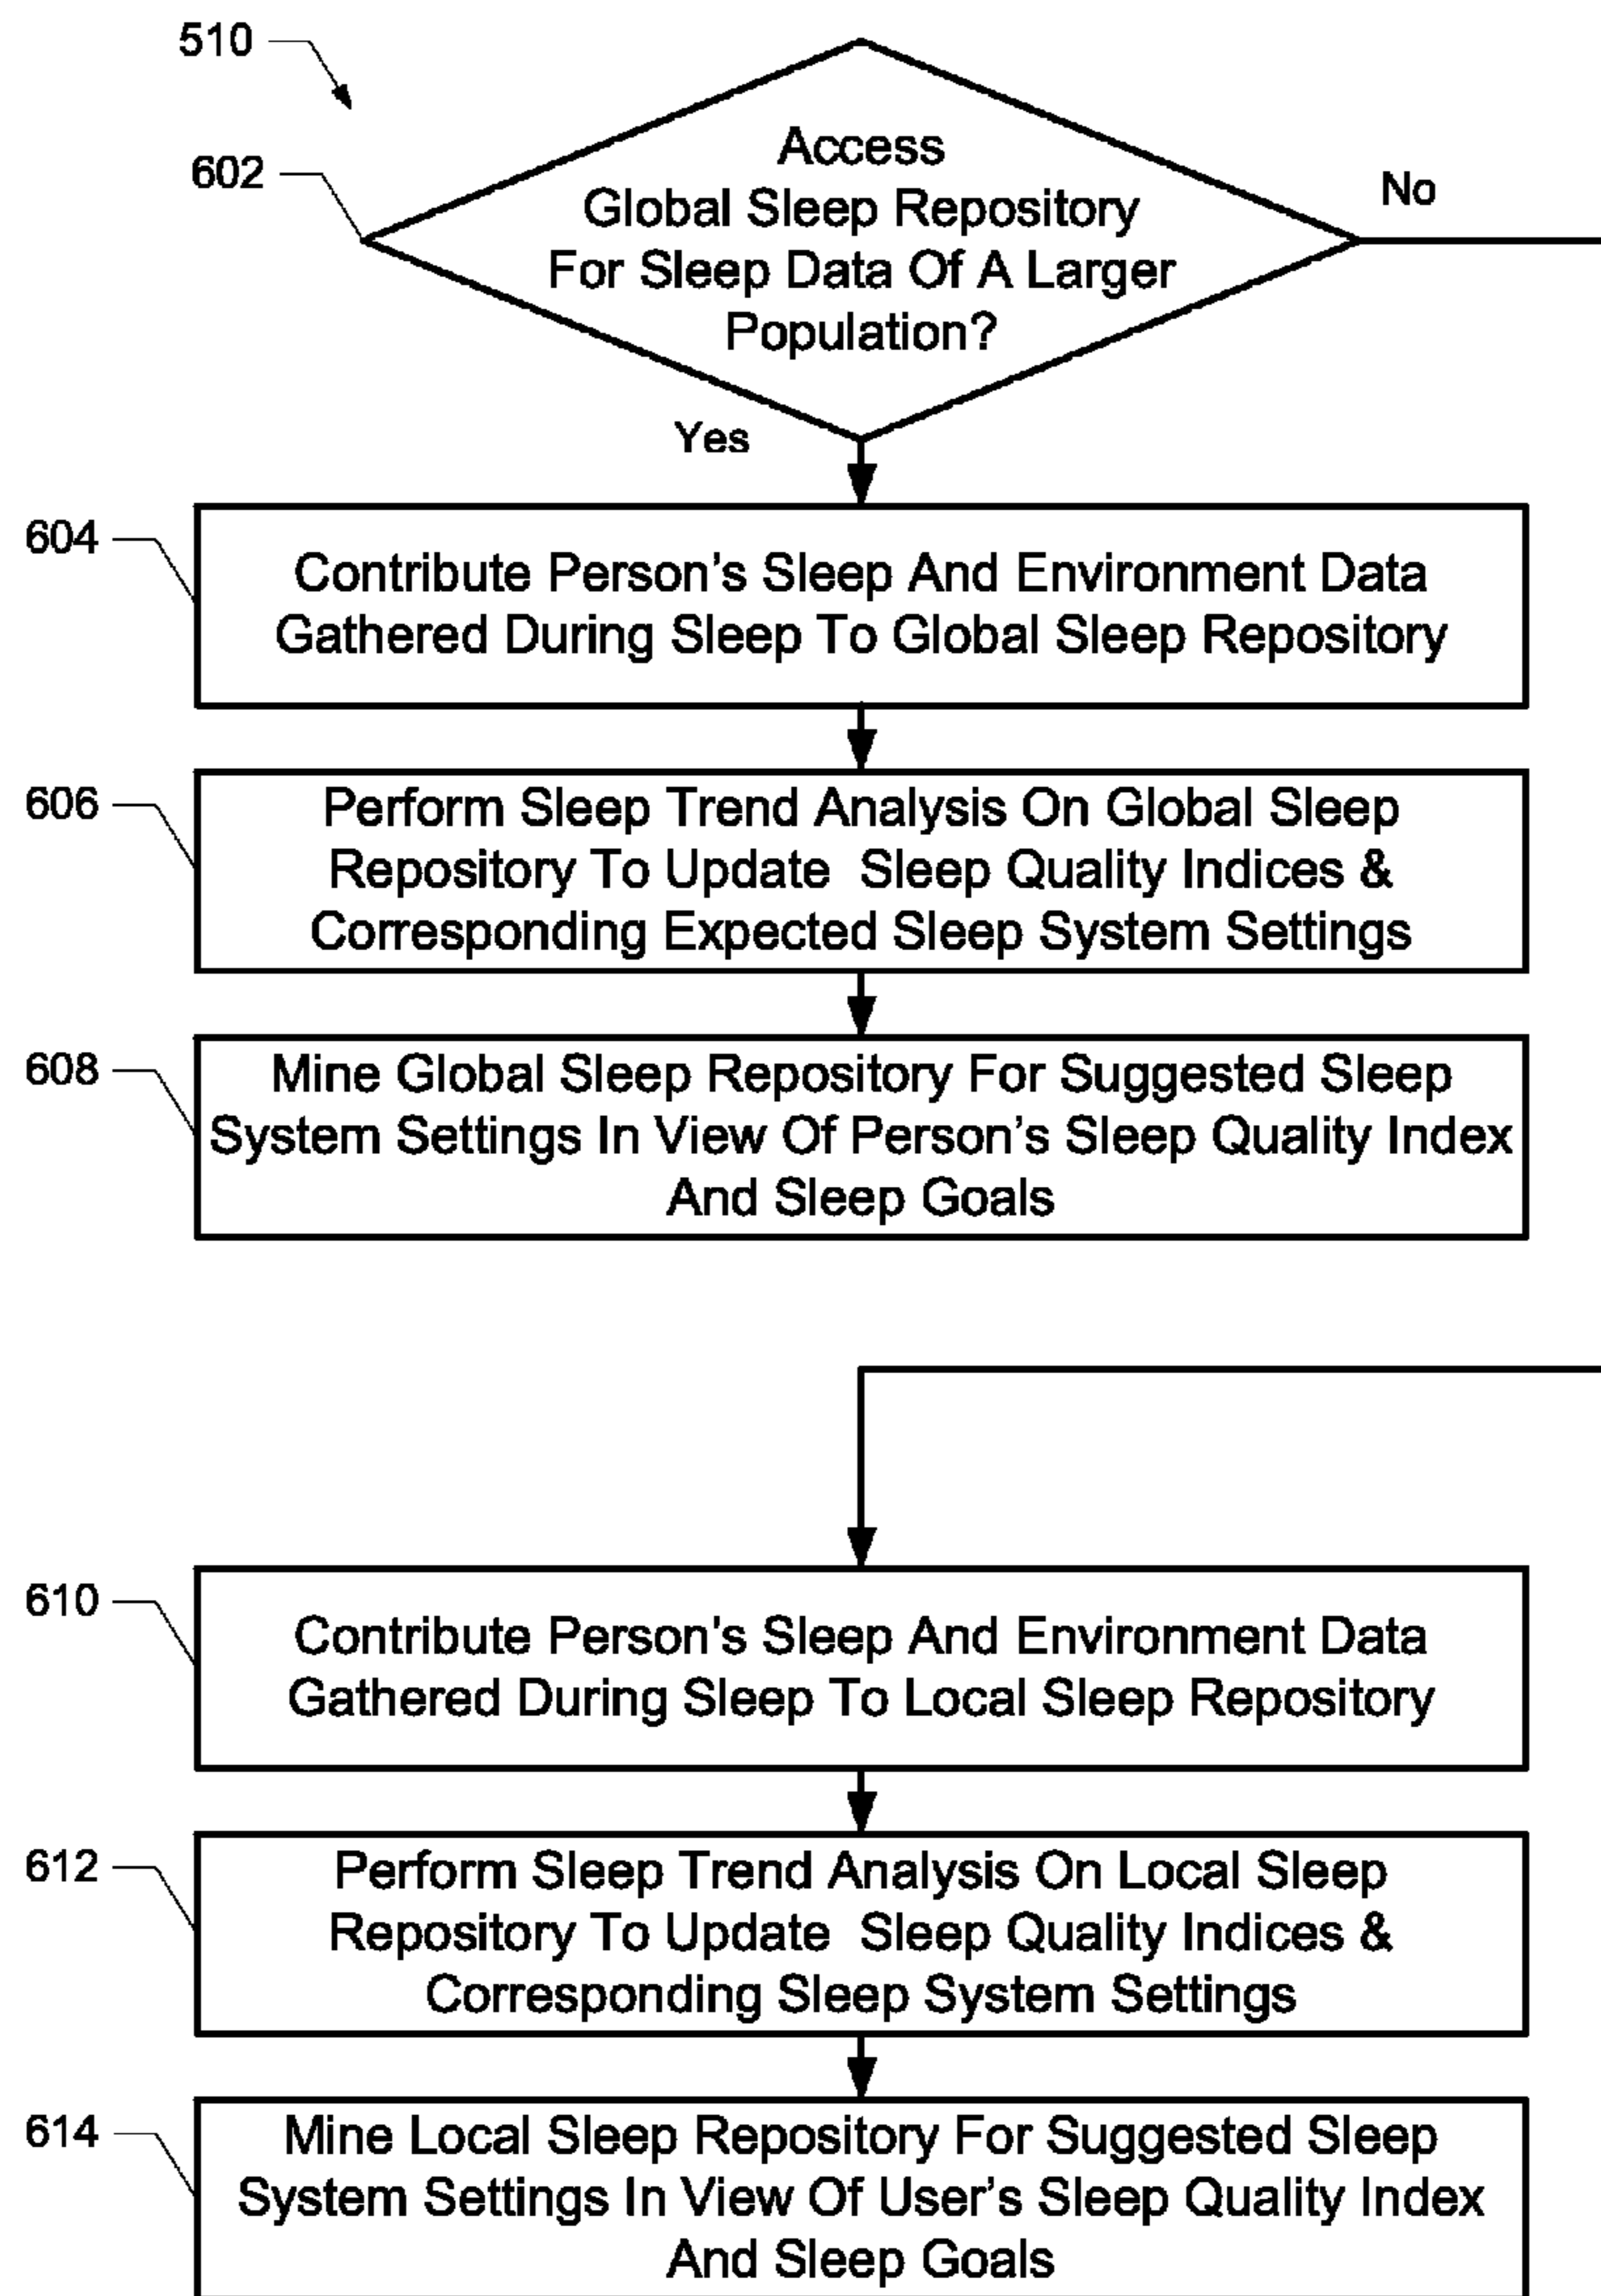 510
602
Access
Global Sleep Repository
For Sleep Data Of A Larger
Population?
No
Yes
604
Contribute Person's Sleep And Environment Data
Gathered During Sleep To Global Sleep Repository
606
Perform Sleep Trend Analysis On Global Sleep
Repository To Update Sleep Quality Indices &
Corresponding Expected Sleep System Settings
608
Mine Global Sleep Repository For Suggested Sleep
System Settings In View Of Person's Sleep Quality Index
And Sleep Goals
610
Contribute Person's Sleep And Environment Data
Gathered During Sleep To Local Sleep Repository
612
Perform Sleep Trend Analysis On Local Sleep
Repository To Update Sleep Quality Indices &
Corresponding Sleep System Settings
614
Mine Local Sleep Repository For Suggested Sleep
System Settings In View Of User's Sleep Quality Index
And Sleep Goals